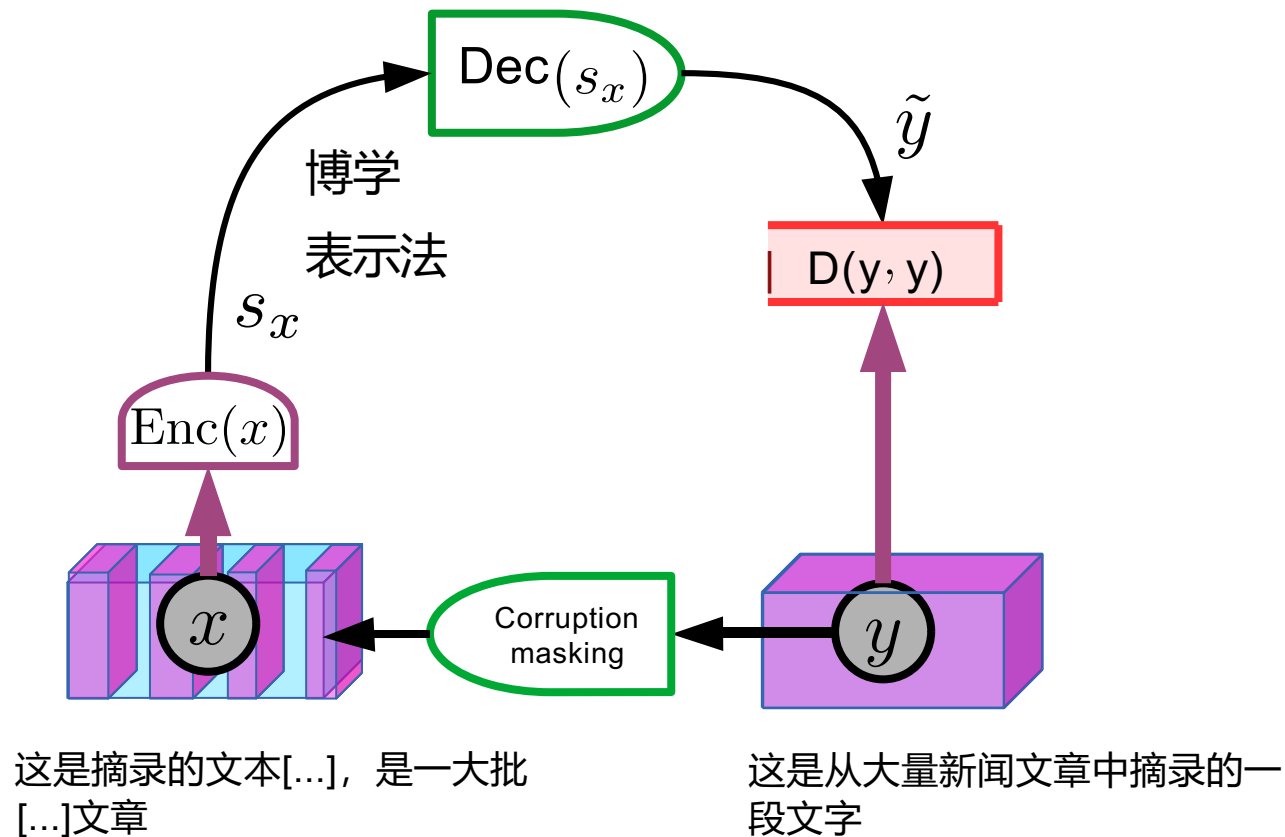 Dec(s_x)
ỹ
博学
表示法
D(y, y)
s_x
Enc(x)
x
Corruption
masking
y
这是摘录的文本[...]，是一大批
[...]文章
这是从大量新闻文章中摘录的一
段文字